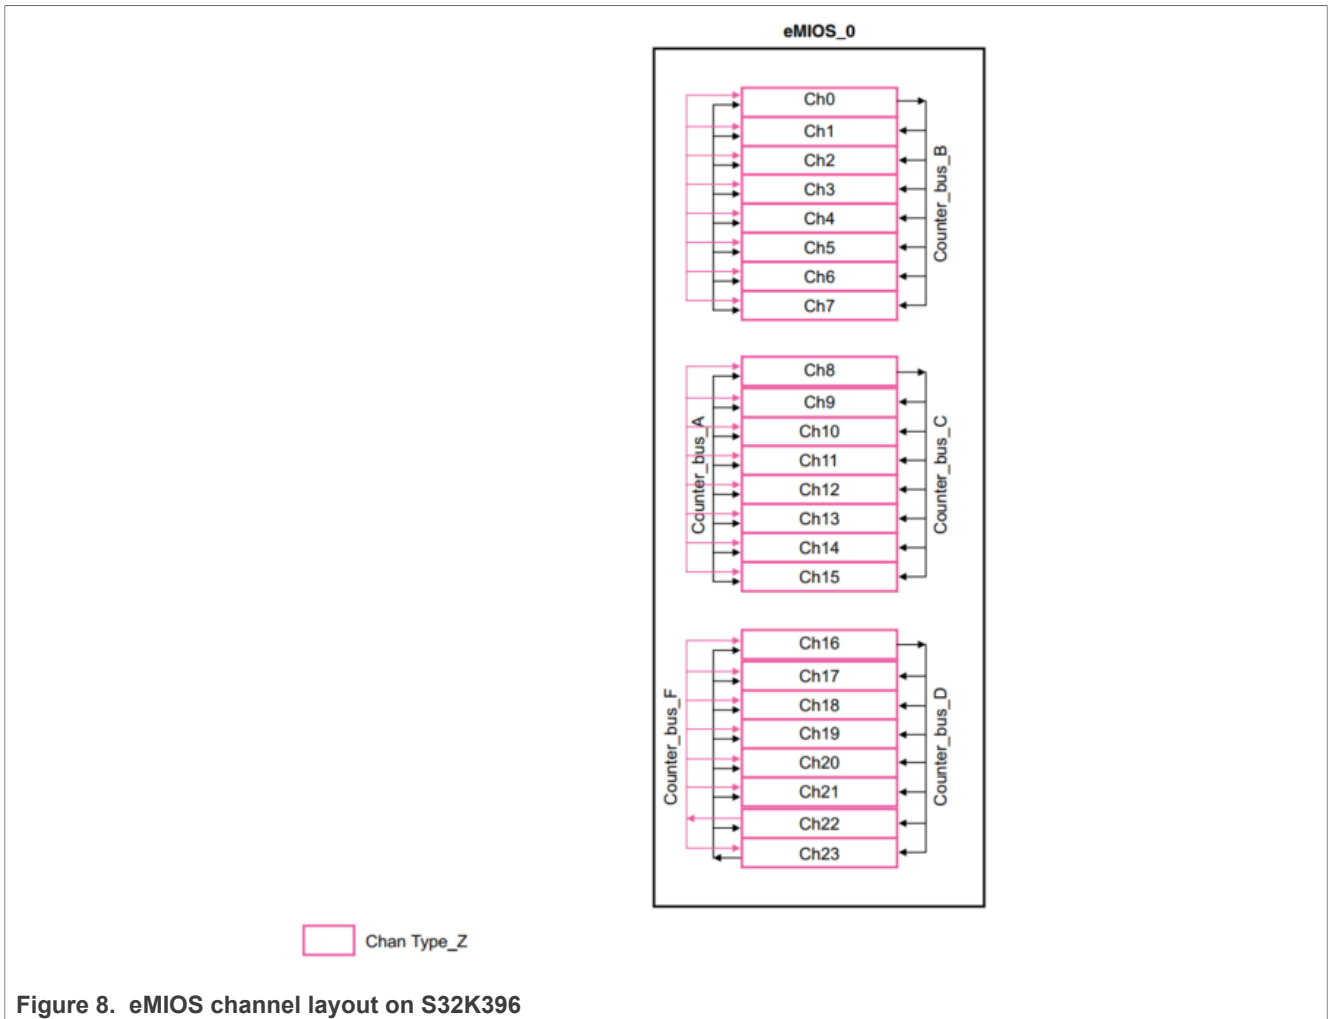 eMIOS_0
Ch0
Ch1
Ch2
Ch3
Ch4
Ch5
Ch6
Ch7
Counter_bus_B
Ch8
Ch9
Ch10
Ch11
Ch12
Ch13
Ch14
Ch15
Counter_bus_A
Counter_bus_C
Ch16
Ch17
Ch18
Ch19
Ch20
Ch21
Ch22
Ch23
Counter_bus_F
Counter_bus_D
Chan Type_Z
Figure 8. eMIOS channel layout on S32K396